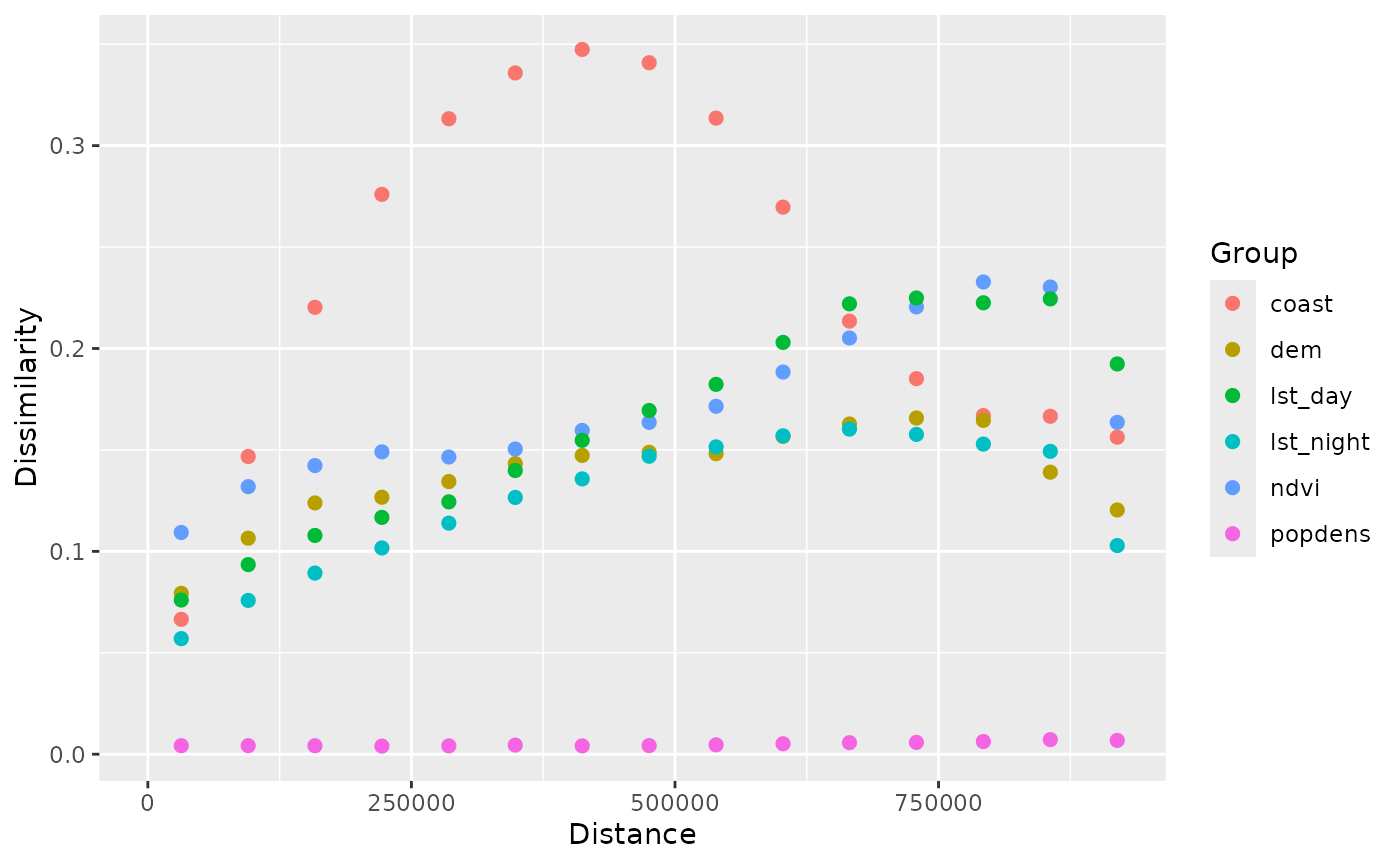 Dissimilarity
0.3
0.2
0.1
0.0
0 250000 500000 750000
Distance
Group
coast
dem
lst_day
lst_night
ndvi
popdens